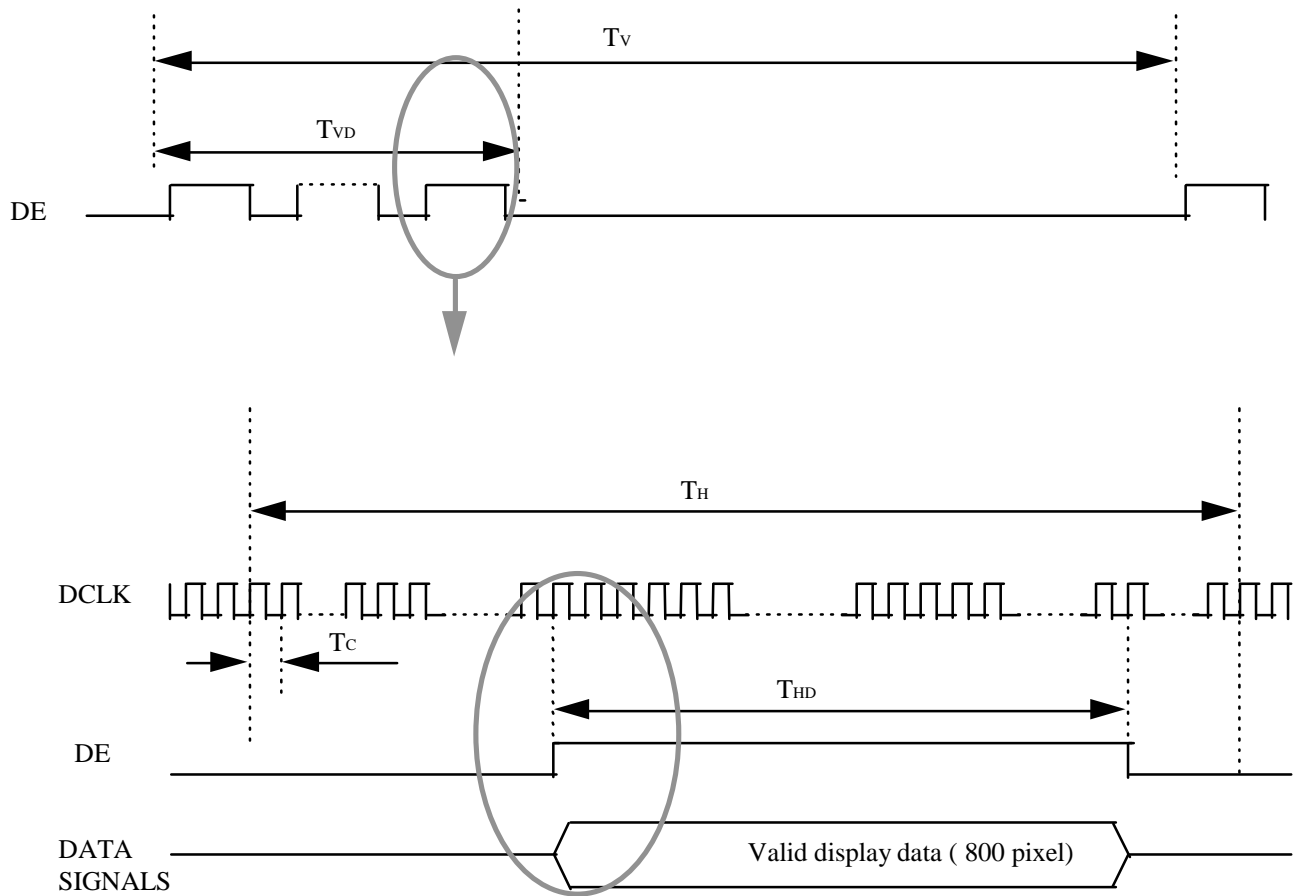 TV
TVD
DE
TH
DCLK
TC
THD
DE
DATA
SIGNALS
Valid display data ( 800 pixel)